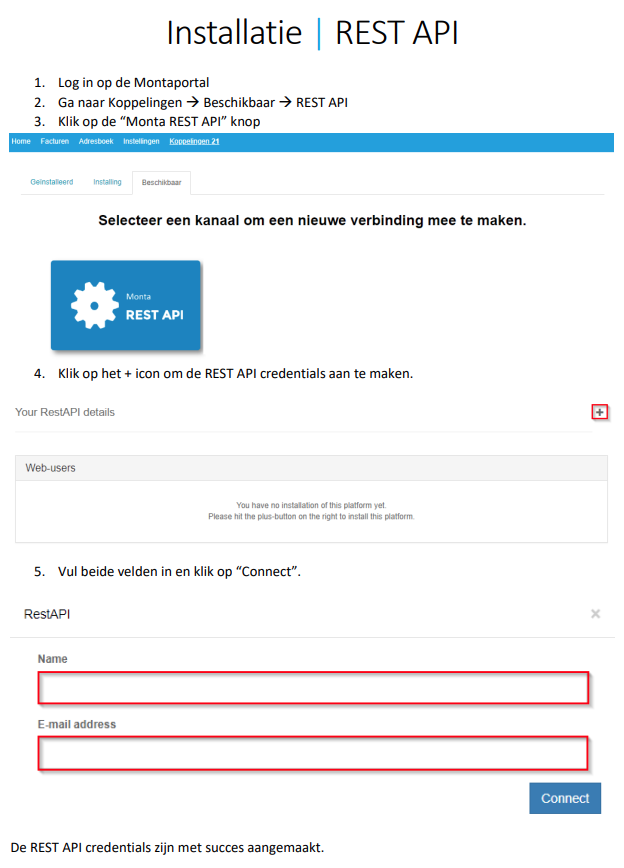 Installatie | REST API
1. Log in op de Montaportal
2. Ga naar Koppelingen → Beschikbaar → REST API
3. Klik op de “Monta REST API” knop
Home Facturen Adresboek Instellingen Koppelingen 21
Geïnstalleerd Installing Beschikbaar
Selecteer een kanaal om een nieuwe verbinding mee te maken.
Monta
REST API
4. Klik op het + icon om de REST API credentials aan te maken.
Your RestAPI details +
Web-users
You have no installation of this platform yet.
Please hit the plus-button on the right to install this platform.
5. Vul beide velden in en klik op “Connect”.
RestAPI ×
Name
E-mail address
Connect
De REST API credentials zijn met succes aangemaakt.